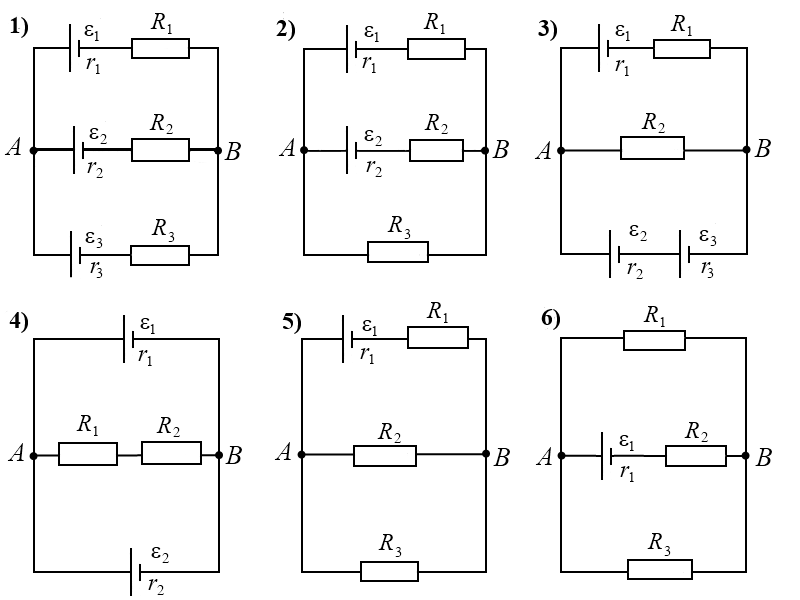 1) ε₁ R₁
r₁
A ε₂ R₂ B
r₂
ε₃ R₃
r₃
2) ε₁ R₁
r₁
A ε₂ R₂ B
r₂
R₃
3) ε₁ R₁
r₁
A R₂ B
ε₂ ε₃
r₂ r₃
4) ε₁
r₁
A R₁ R₂ B
ε₂
r₂
5) ε₁ R₁
r₁
A R₂ B
R₃
6) R₁
A ε₁ R₂ B
r₁
R₃